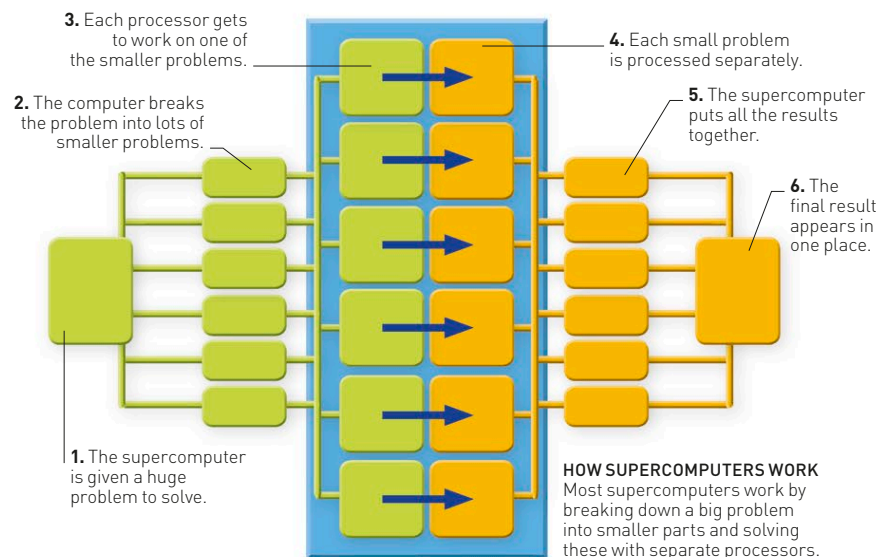 3. Each processor gets
to work on one of
the smaller problems.
4. Each small problem
is processed separately.
2. The computer breaks
the problem into lots of
smaller problems.
5. The supercomputer
puts all the results
together.
6. The
final result
appears in
one place.
1. The supercomputer
is given a huge
problem to solve.
HOW SUPERCOMPUTERS WORK
Most supercomputers work by
breaking down a big problem
into smaller parts and solving
these with separate processors.